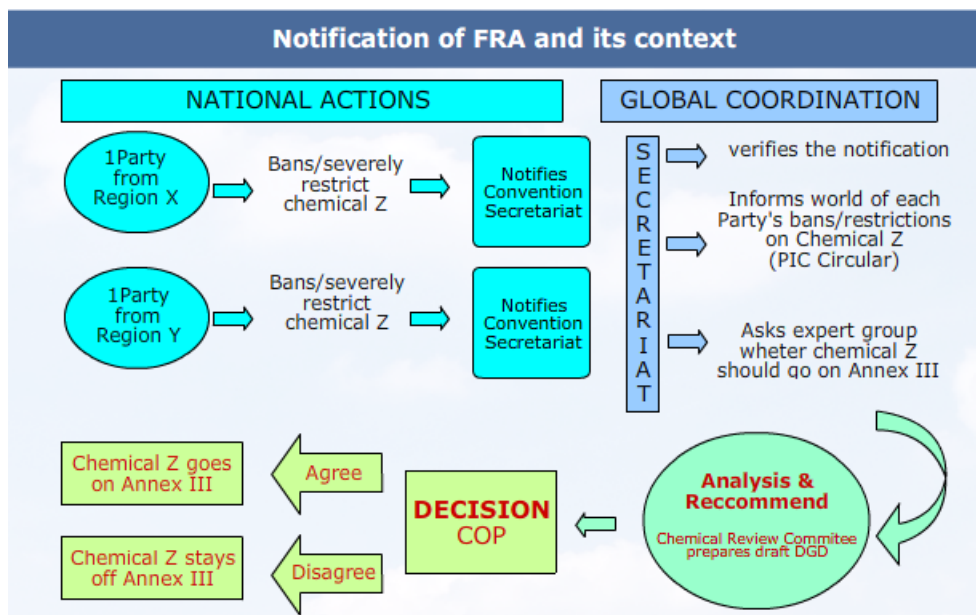 Notification of FRA and its context
NATIONAL ACTIONS
GLOBAL COORDINATION
1Party
from
Region X
Bans/severely
restrict
chemical Z
Notifies
Convention
Secretariat
1Party
from
Region Y
Bans/severely
restrict
chemical Z
Notifies
Convention
Secretariat
SECRETARIAT
verifies the notification
Informs world of each
Party's bans/restrictions
on Chemical Z
(PIC Circular)
Asks expert group
wheter chemical Z
should go on Annex III
Analysis &
Reccommend
Chemical Review Commitee
prepares draft DGD
DECISION
COP
Agree
Chemical Z goes
on Annex III
Disagree
Chemical Z stays
off Annex III